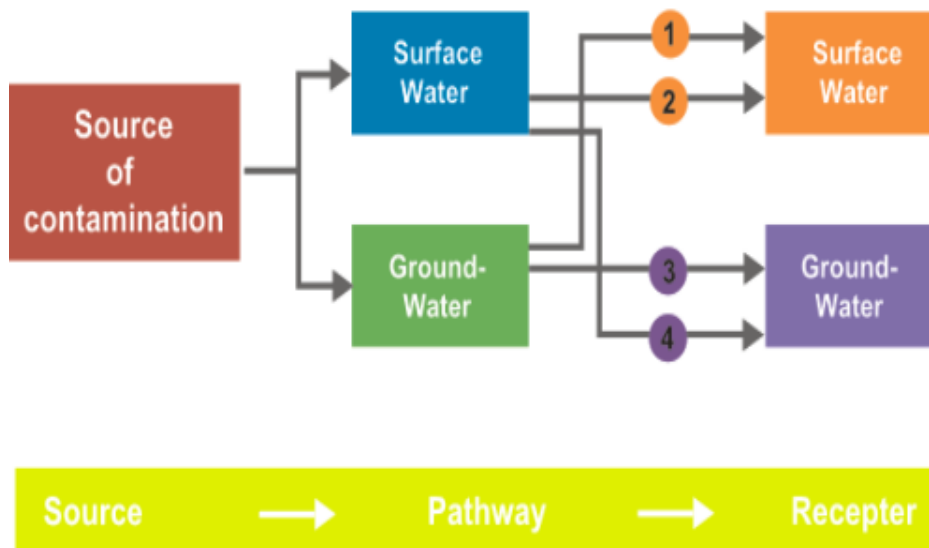 Source
of
contamination
Surface
Water
Ground-
Water
1
2
3
4
Surface
Water
Ground-
Water
Source
Pathway
Recepter